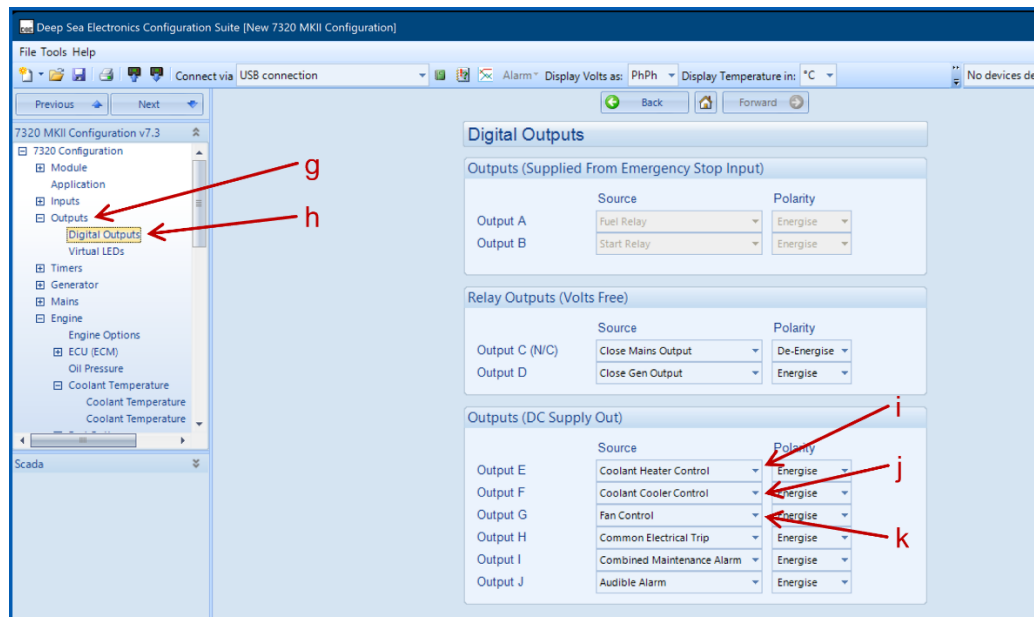 Deep Sea Electronics Configuration Suite [New 7320 MKII Configuration]
File Tools Help
Connect via USB connection Alarm Display Volts as: PhPh Display Temperature in: °C No devices de
Previous Next
Back Forward
7320 MKII Configuration v7.3
7320 Configuration
Module
Application
Inputs
Outputs
Digital Outputs
Virtual LEDs
Timers
Generator
Mains
Engine
Engine Options
ECU (ECM)
Oil Pressure
Coolant Temperature
Coolant Temperature
Coolant Temperature
Scada
g
h
Digital Outputs
Outputs (Supplied From Emergency Stop Input)
Source Polarity
Output A Fuel Relay Energise
Output B Start Relay Energise
Relay Outputs (Volts Free)
Source Polarity
Output C (N/C) Close Mains Output De-Energise
Output D Close Gen Output Energise
Outputs (DC Supply Out)
i
Source Polarity
Output E Coolant Heater Control Energise
j
Output F Coolant Cooler Control Energise
Output G Fan Control Energise
k
Output H Common Electrical Trip Energise
Output I Combined Maintenance Alarm Energise
Output J Audible Alarm Energise